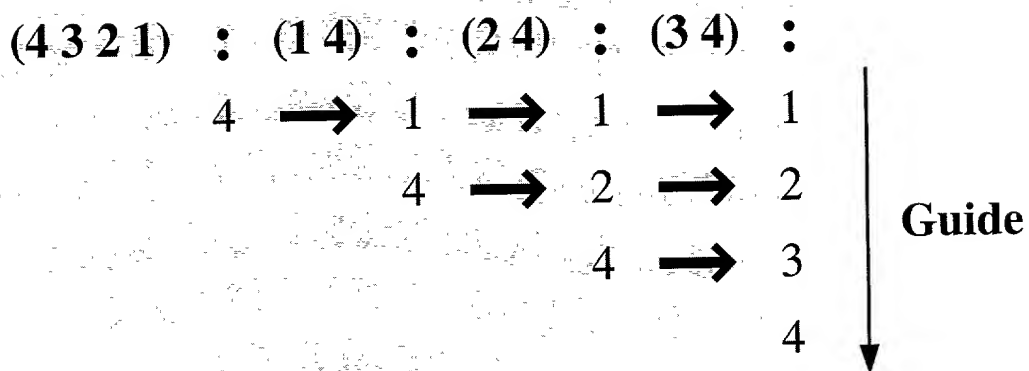 (4 3 2 1) : (1 4) : (2 4) : (3 4) :
4 → 1 → 1 → 1
4 → 2 → 2
4 → 3
4
Guide